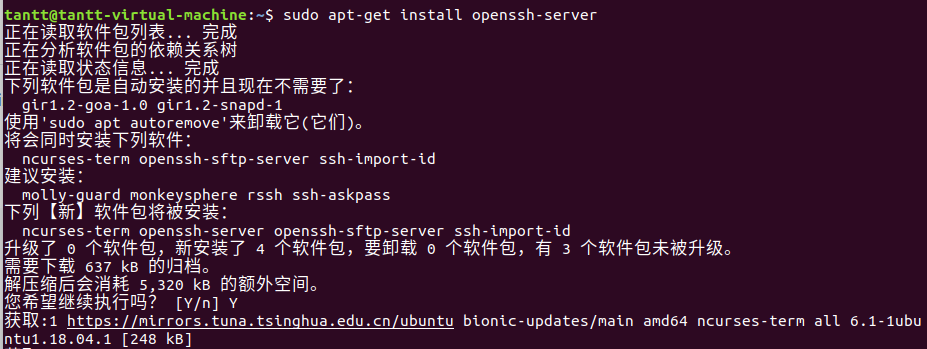 tantt@tantt-virtual-machine:~$ sudo apt-get install openssh-server
正在读取软件包列表... 完成
正在分析软件包的依赖关系树
正在读取状态信息... 完成
下列软件包是自动安装的并且现在不需要了：
  gir1.2-goa-1.0 gir1.2-snapd-1
使用'sudo apt autoremove'来卸载它(它们)。
将会同时安装下列软件：
  ncurses-term openssh-sftp-server ssh-import-id
建议安装：
  molly-guard monkeysphere rssh ssh-askpass
下列【新】软件包将被安装：
  ncurses-term openssh-server openssh-sftp-server ssh-import-id
升级了 0 个软件包，新安装了 4 个软件包，要卸载 0 个软件包，有 3 个软件包未被升级。
需要下载 637 kB 的归档。
解压缩后会消耗 5,320 kB 的额外空间。
您希望继续执行吗？ [Y/n] Y
获取:1 https://mirrors.tuna.tsinghua.edu.cn/ubuntu bionic-updates/main amd64 ncurses-term all 6.1-1ubu
ntu1.18.04.1 [248 kB]